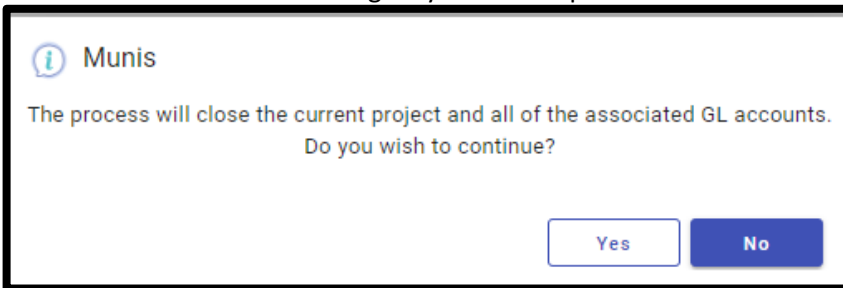 Munis
The process will close the current project and all of the associated GL accounts.
Do you wish to continue?
Yes No